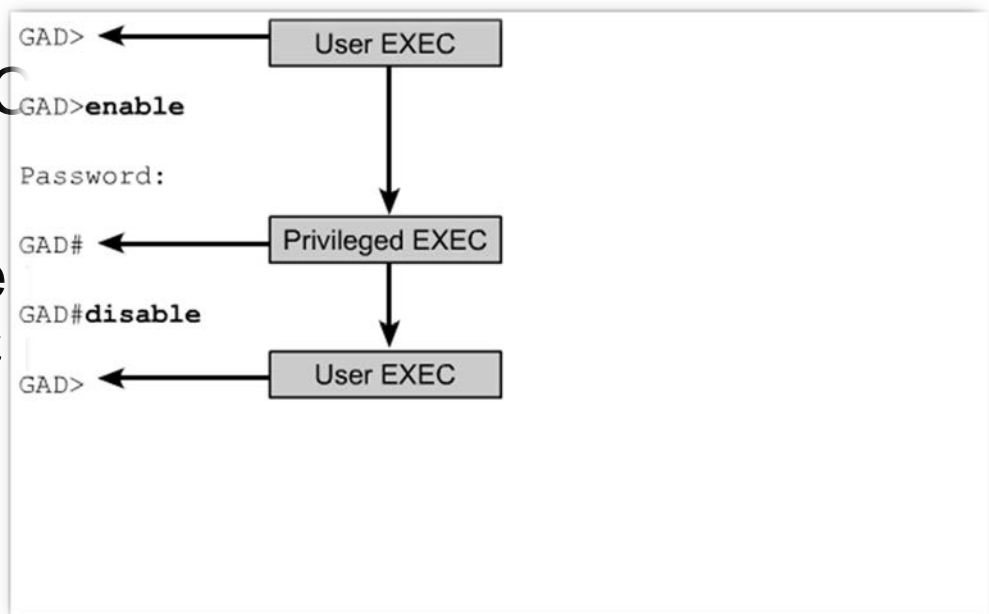 GAD>
User EXEC
GAD>enable
Password:
GAD#
Privileged EXEC
GAD#disable
GAD>
User EXEC